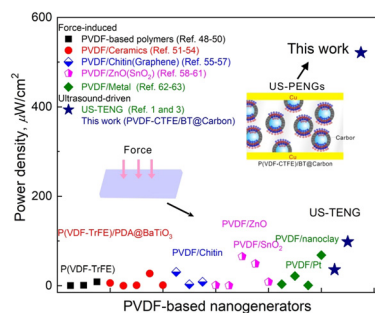 Power density, μW/cm²
600
400
200
0
Force-induced
PVDF-based polymers (Ref. 48-50)
PVDF/Ceramics (Ref. 51-54)
PVDF/Chitin(Graphene) (Ref. 55-57)
PVDF/ZnO(SnO₂) (Ref. 58-61)
PVDF/Metal (Ref. 62-63)
Ultrasound-driven
US-TENG (Ref. 1 and 3)
This work (PVDF-CTFE/BT@Carbon)
This work
US-PENGs
Cu
Carbor
Cu
P(VDF-CTFE)/BT@Carbon
Force
US-TENG
P(VDF-TrFE)/PDA@BaTiO₃
PVDF/ZnO
PVDF/SnO₂
PVDF/nanoclay
PVDF/Chitin
P(VDF-TrFE)
PVDF/Pt
PVDF-based nanogenerators